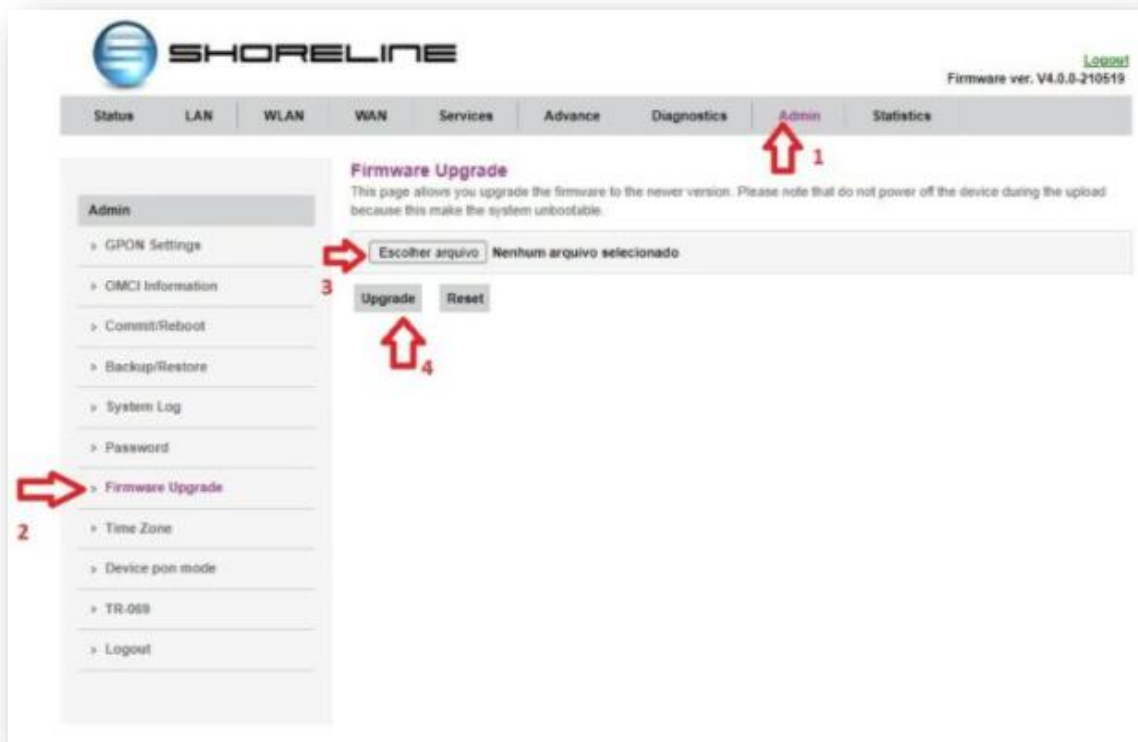 SHORELINE
Logout
Firmware ver. V4.0.0-210519
Status LAN WLAN WAN Services Advance Diagnostics Admin Statistics
1
Firmware Upgrade
This page allows you upgrade the firmware to the newer version. Please note that do not power off the device during the upload
because this make the system unbootable.
Admin
GPON Settings
OMCI Information
Commit/Reboot
Backup/Restore
System Log
Password
Firmware Upgrade
Time Zone
Device pon mode
TR-069
Logout
2
3
Escolher arquivo Nenhum arquivo selecionado
Upgrade Reset
4